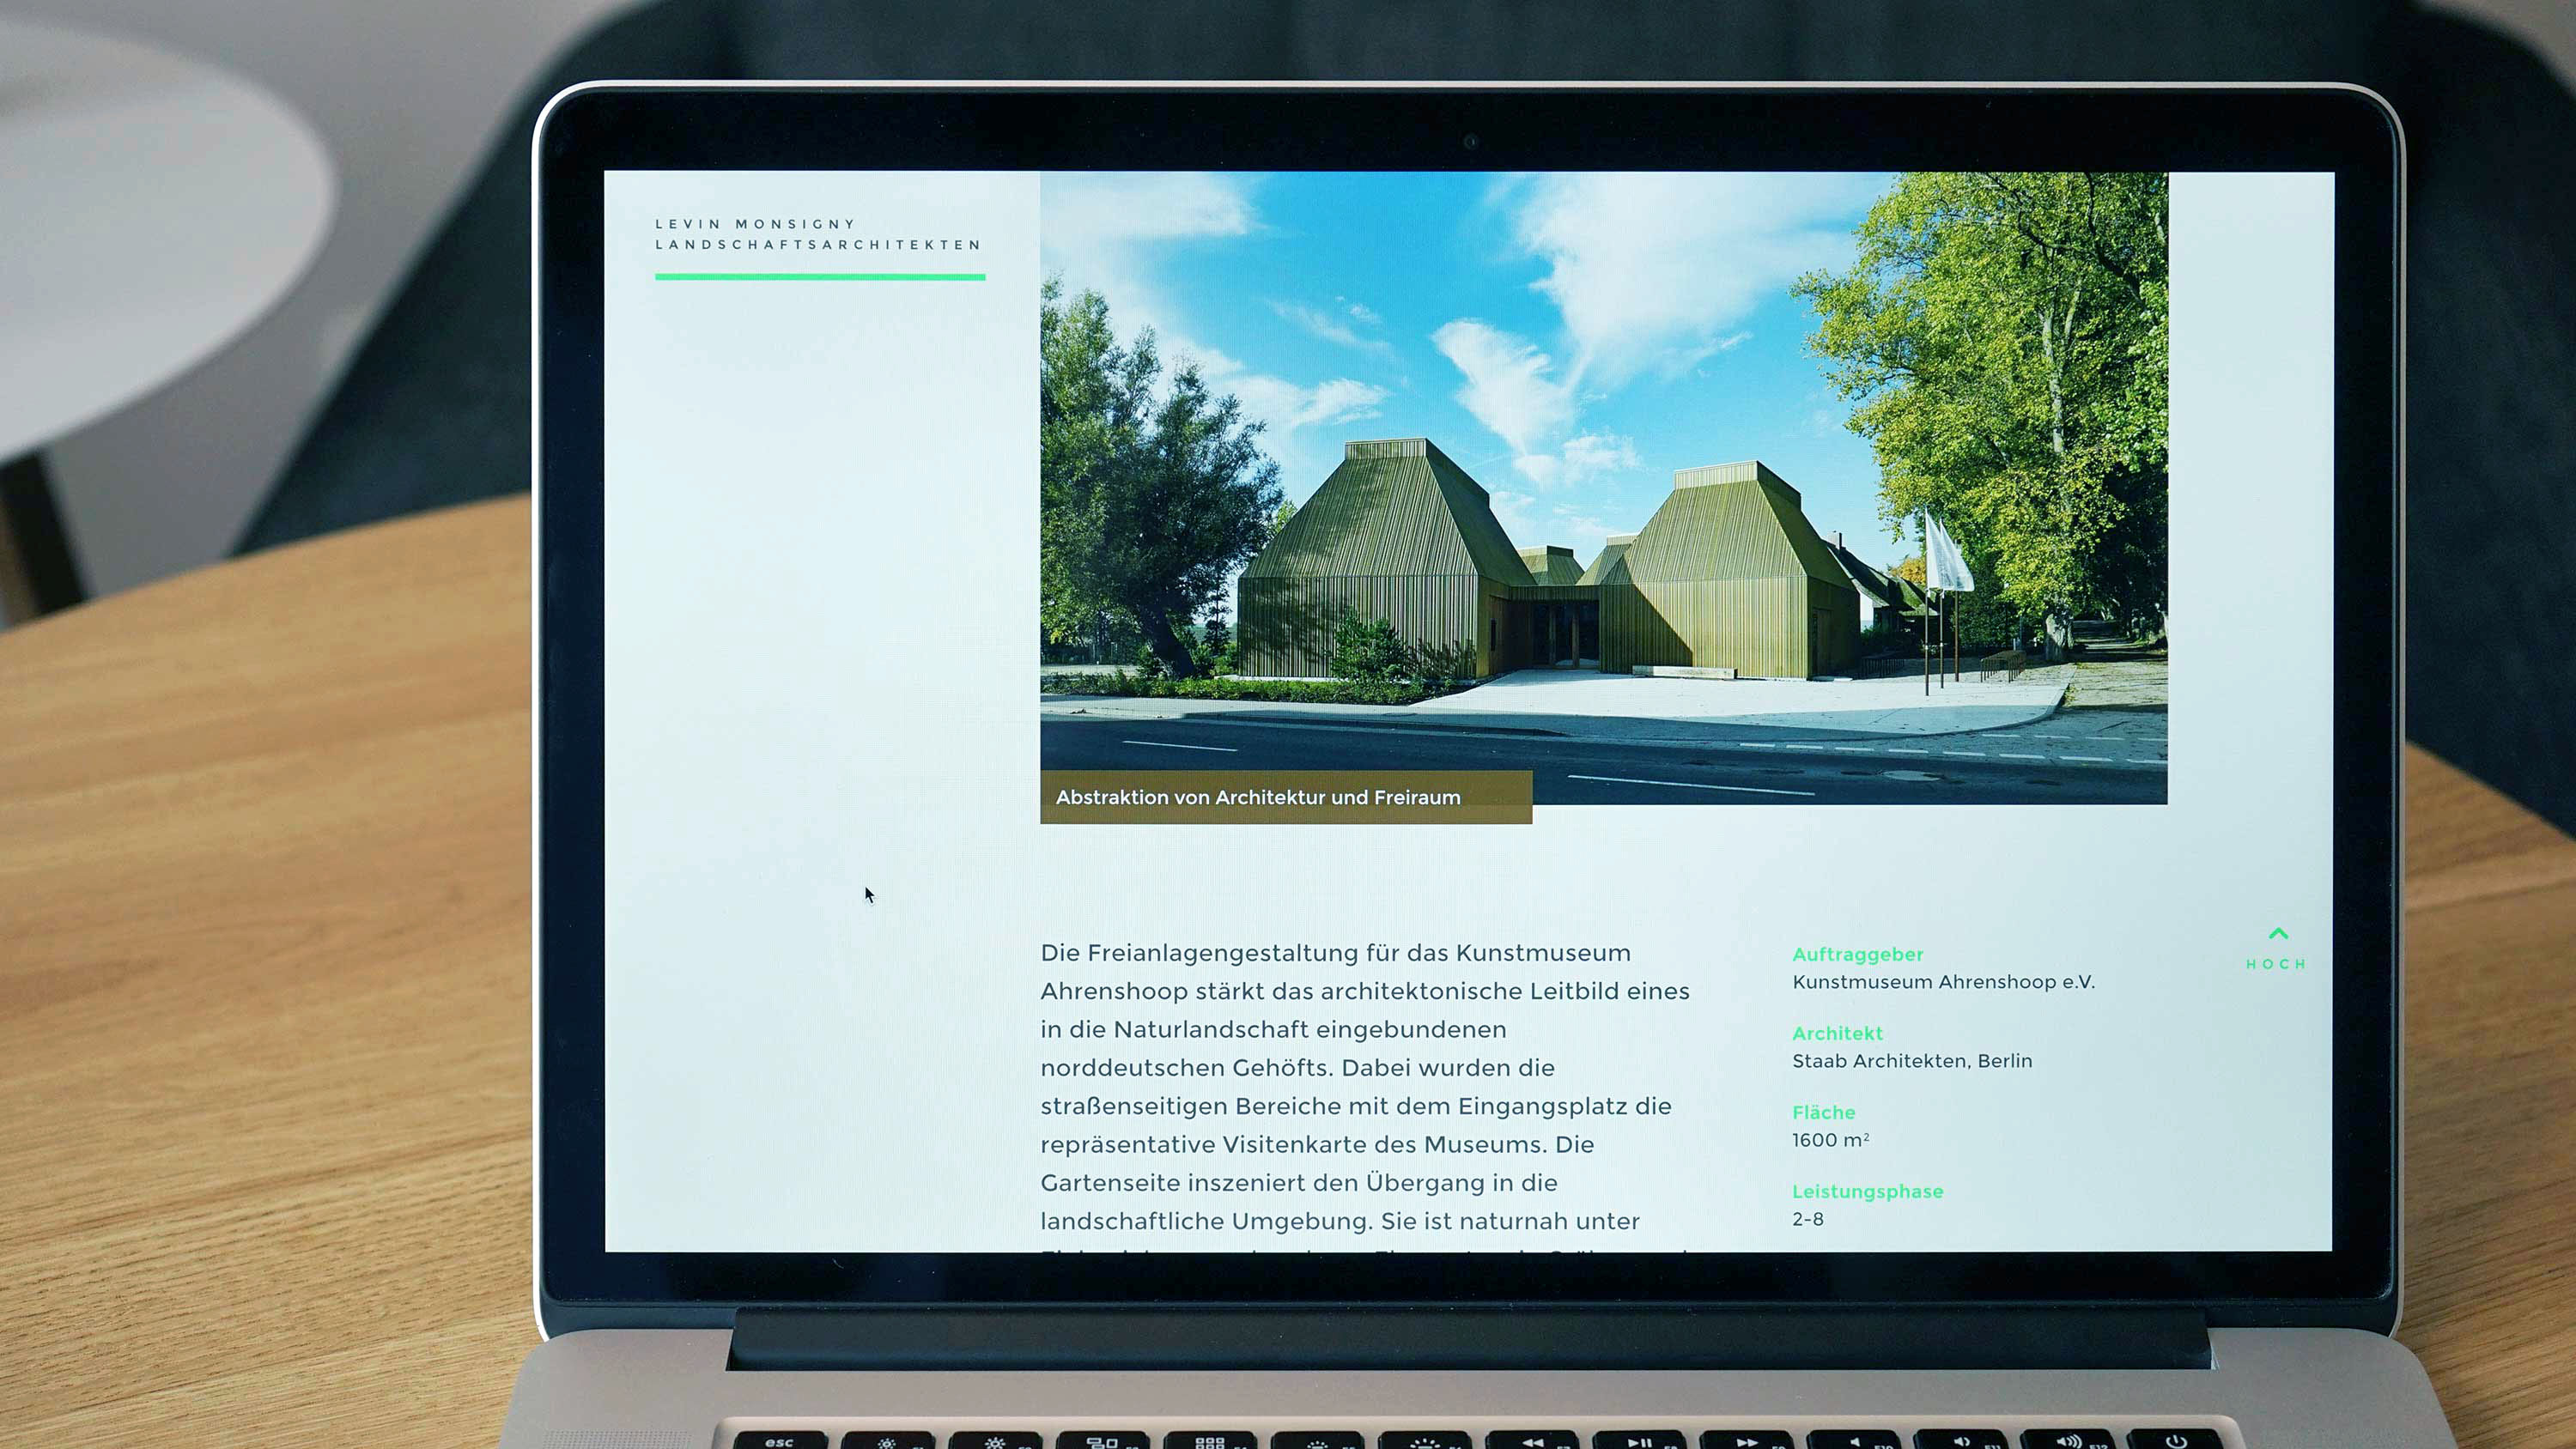 LEVIN MONSIGNY
LANDSCHAFTSARCHITEKTEN
Abstraktion von Architektur und Freiraum
Die Freianlagengestaltung für das Kunstmuseum
Ahrenshoop stärkt das architektonische Leitbild eines
in die Naturlandschaft eingebundenen
norddeutschen Gehöfts. Dabei wurden die
straßenseitigen Bereiche mit dem Eingangsplatz die
repräsentative Visitenkarte des Museums. Die
Gartenseite inszeniert den Übergang in die
landschaftliche Umgebung. Sie ist naturnah unter
Auftraggeber
Kunstmuseum Ahrenshoop e.V.
Architekt
Staab Architekten, Berlin
Fläche
1600 m²
Leistungsphase
2-8
HOCH
esc